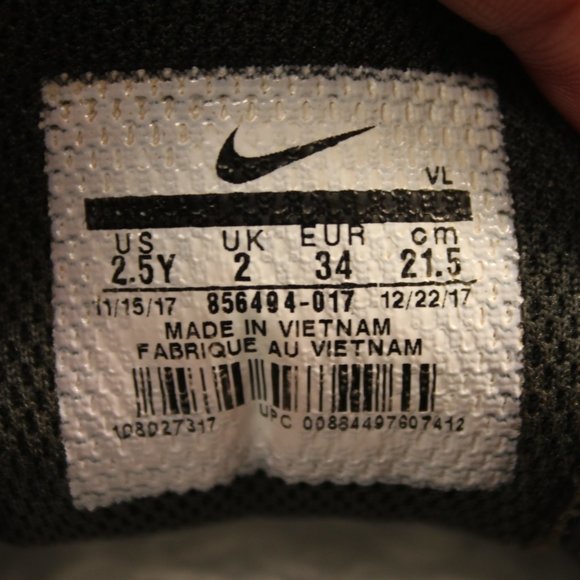 VL
US UK EUR cm
2.5Y 2 34 21.5
11/15/17 856494-017 12/22/17
MADE IN VIETNAM
FABRIQUE AU VIETNAM
108027317 UPC 00884497607412